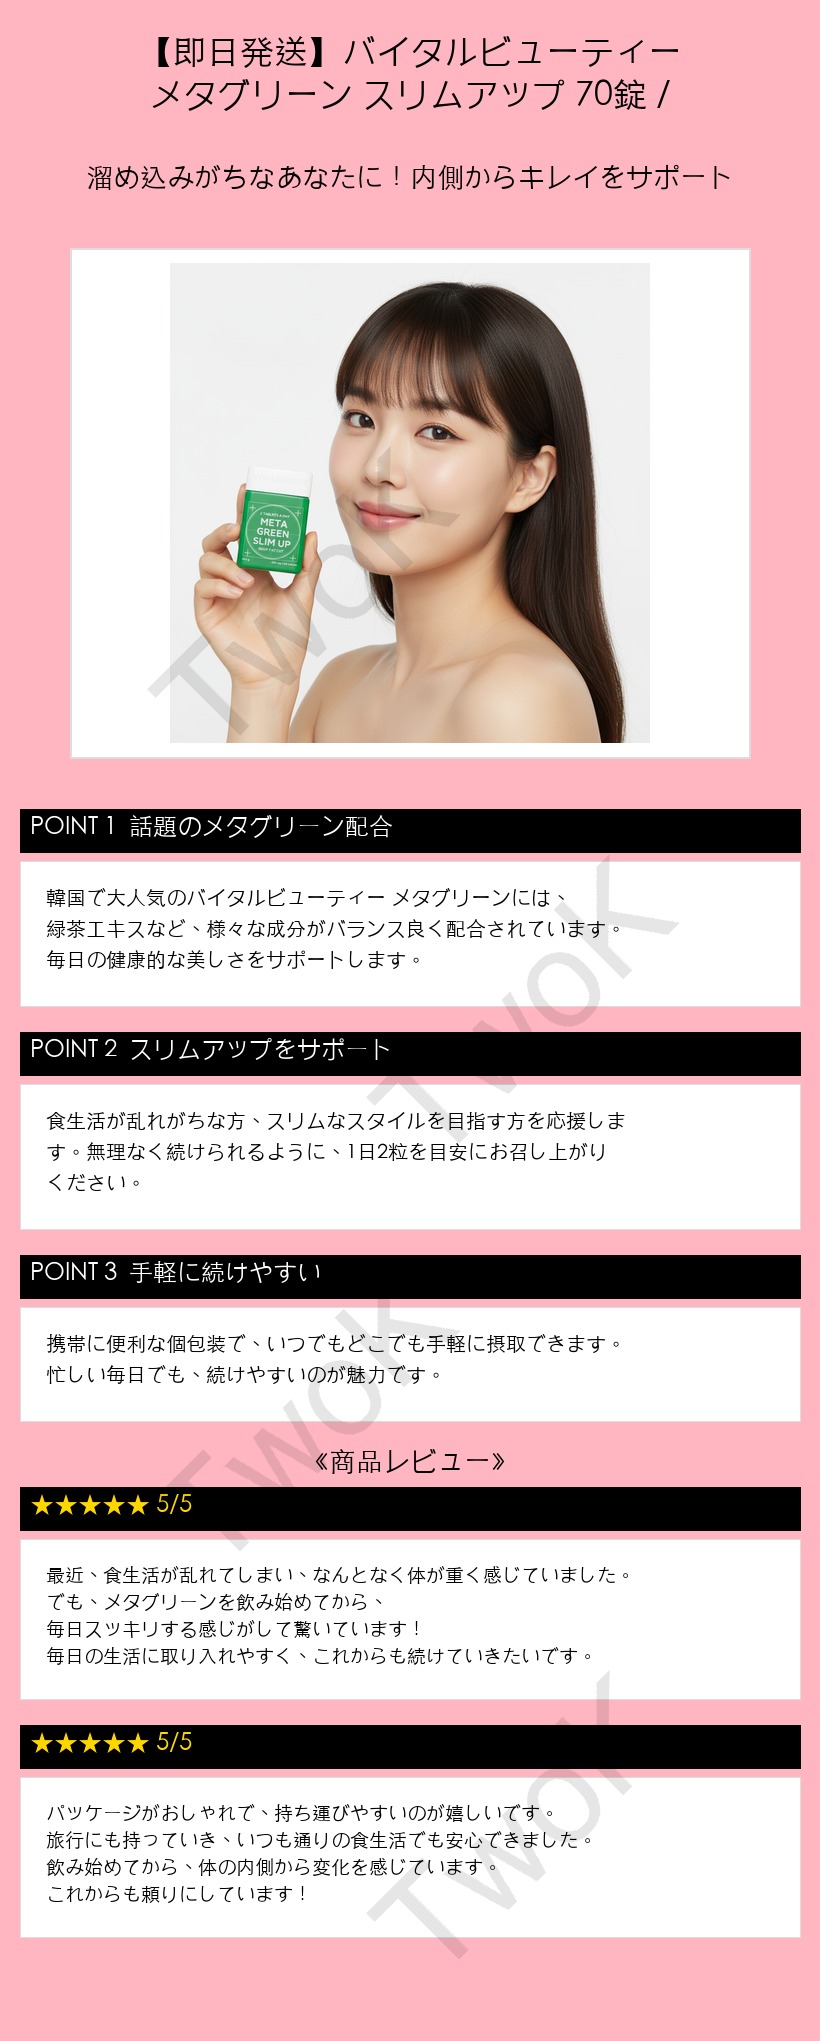 【即日発送】バイタルビューティー
メタグリーン スリムアップ 70錠 /
溜め込みがちなあなたに！内側からキレイをサポート
META
GREEN
SLIM UP
TwoK
POINT 1 話題のメタグリーン配合
韓国で大人気のバイタルビューティー メタグリーンには、
緑茶エキスなど、様々な成分がバランス良く配合されています。
毎日の健康的な美しさをサポートします。
TwoK
POINT 2 スリムアップをサポート
食生活が乱れがちな方、スリムなスタイルを目指す方を応援しま
す。無理なく続けられるように、1日2粒を目安にお召し上がり
ください。
POINT 3 手軽に続けやすい
携帯に便利な個包装で、いつでもどこでも手軽に摂取できます。
忙しい毎日でも、続けやすいのが魅力です。
TwoK
《商品レビュー》
★★★★★ 5/5
最近、食生活が乱れてしまい、なんとなく体が重く感じていました。
でも、メタグリーンを飲み始めてから、
毎日スッキリする感じがして驚いています！
毎日の生活に取り入れやすく、これからも続けていきたいです。
★★★★★ 5/5
パッケージがおしゃれで、持ち運びやすいのが嬉しいです。
旅行にも持っていき、いつも通りの食生活でも安心できました。
飲み始めてから、体の内側から変化を感じています。
これからも頼りにしています！
TwoK